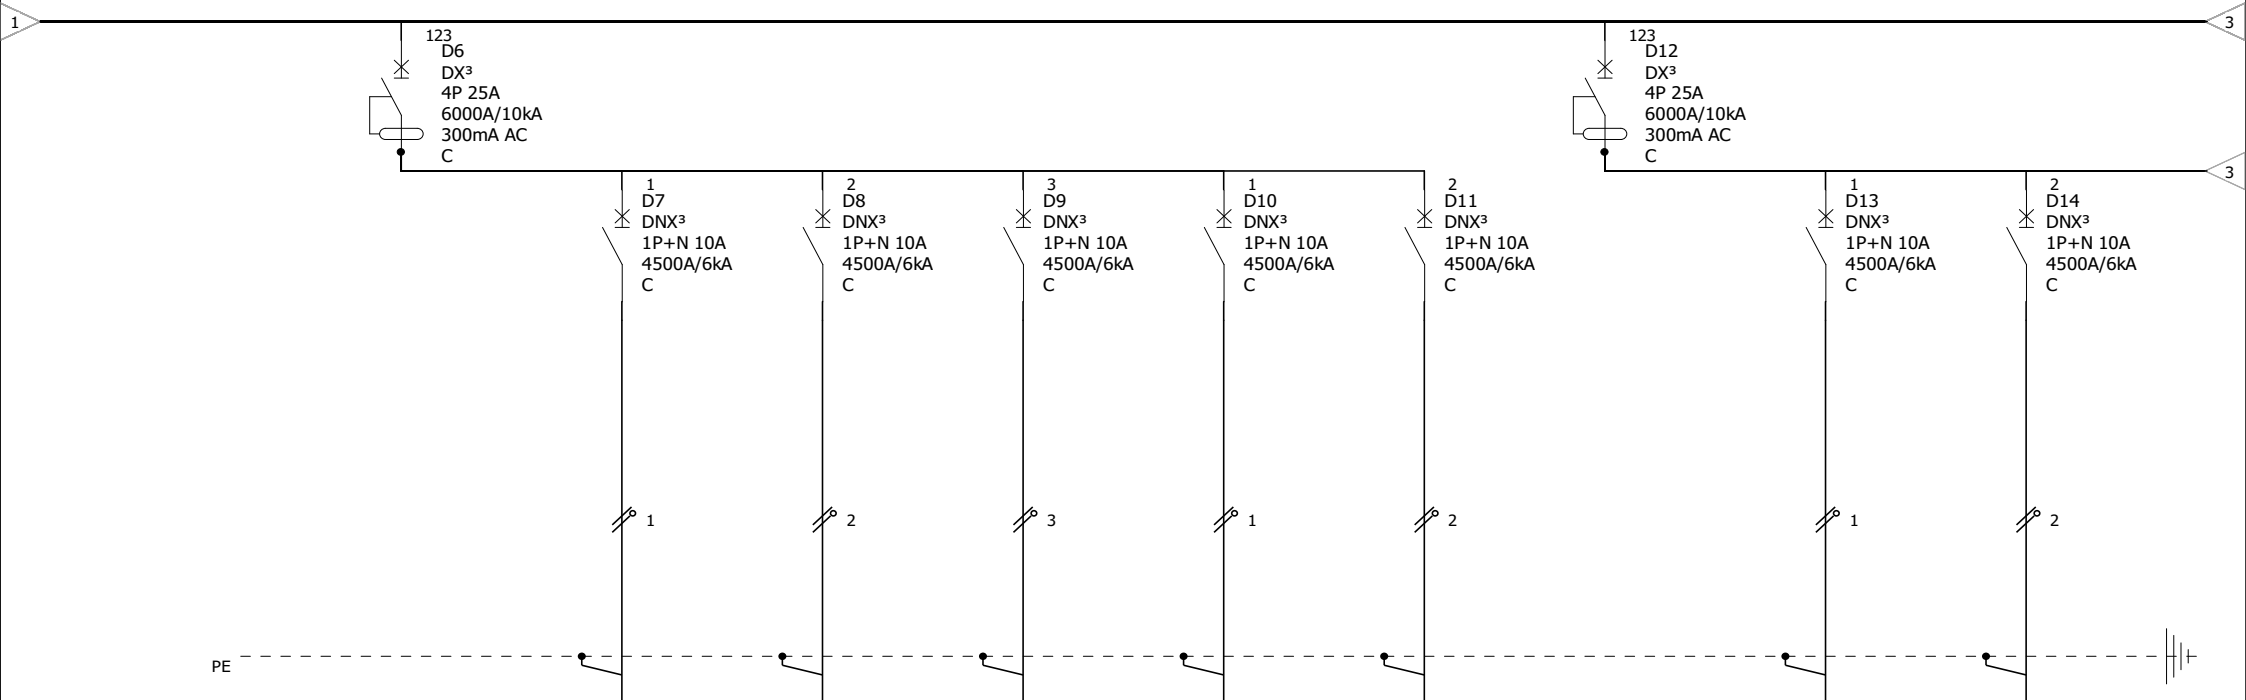 1
3
123
D6
DX³
4P 25A
6000A/10kA
300mA AC
C
123
D12
DX³
4P 25A
6000A/10kA
300mA AC
C
3
1
D7
DNX³
1P+N 10A
4500A/6kA
C
2
D8
DNX³
1P+N 10A
4500A/6kA
C
3
D9
DNX³
1P+N 10A
4500A/6kA
C
1
D10
DNX³
1P+N 10A
4500A/6kA
C
2
D11
DNX³
1P+N 10A
4500A/6kA
C
1
D13
DNX³
1P+N 10A
4500A/6kA
C
2
D14
DNX³
1P+N 10A
4500A/6kA
C
1
2
3
1
2
1
2
PE